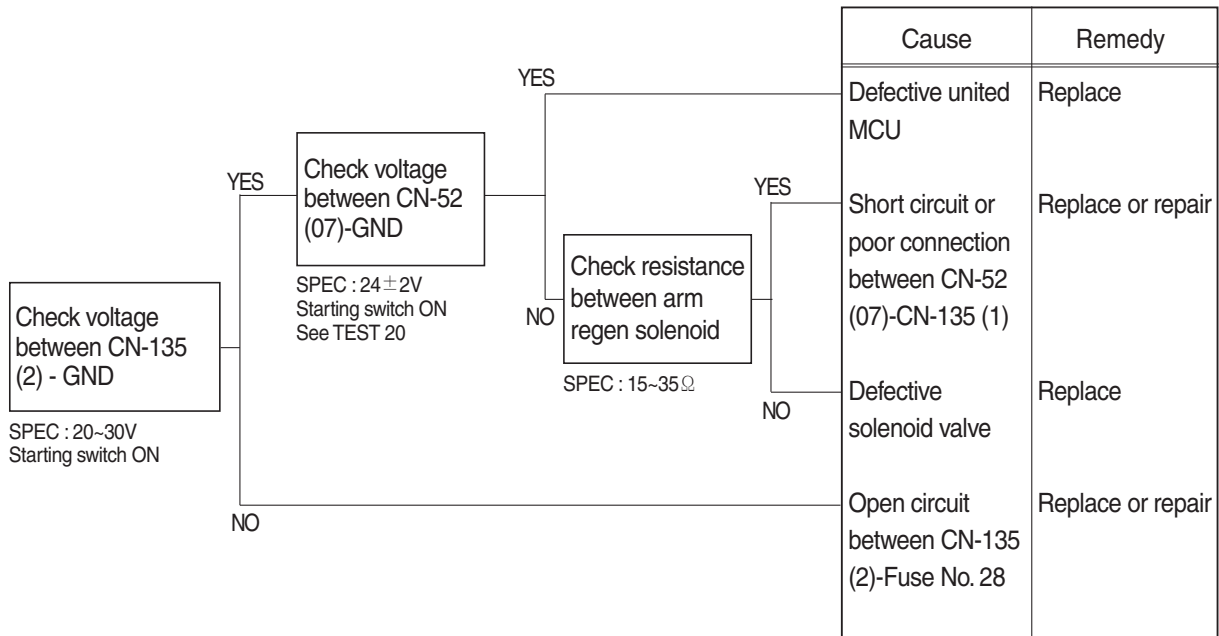 Cause
Remedy
YES
Defective united
MCU
Replace
Check voltage
between CN-52
(07)-GND
YES
SPEC : 24±2V
Starting switch ON
See TEST 20
YES
Short circuit or
poor connection
between CN-52
(07)-CN-135 (1)
Replace or repair
NO
Check resistance
between arm
regen solenoid
SPEC : 15~35Ω
Check voltage
between CN-135
(2) - GND
SPEC : 20~30V
Starting switch ON
NO
Defective
solenoid valve
Replace
NO
Open circuit
between CN-135
(2)-Fuse No. 28
Replace or repair